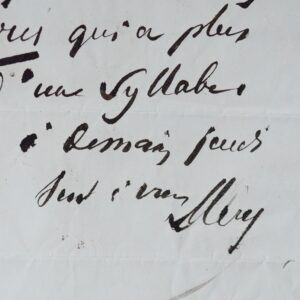 qui a plus
d'une syllabe
à demain jeudi
tout à vous
Méry